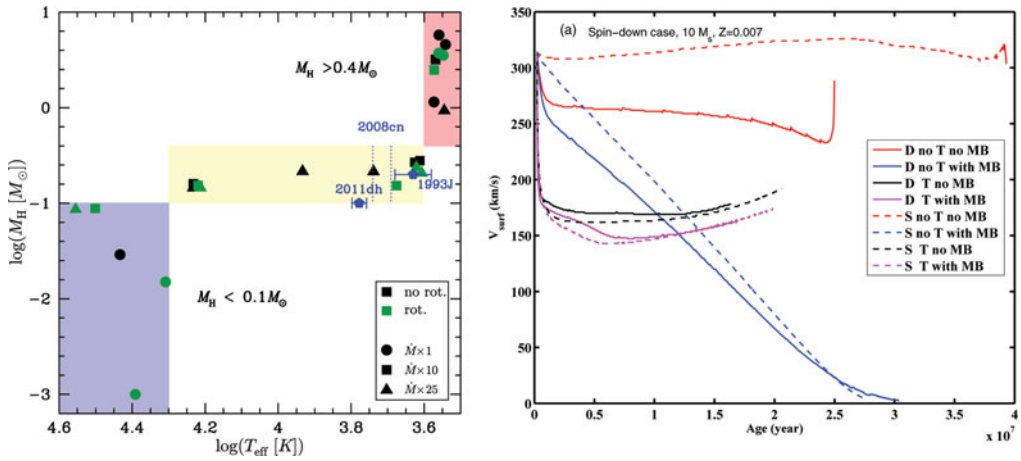 log(M_H [M_⊙])
1
0
−1
−2
−3
M_H >0.4M_⊙
2008cn
2011dh
1993J
M_H < 0.1M_⊙
no rot.
rot.
Ṁ×1
Ṁ×10
Ṁ×25
4.6 4.4 4.2 4 3.8 3.6
log(T_eff [K])
(a) Spin−down case, 10 M_s, Z=0.007
V_surf (km/s)
350
300
250
200
150
100
50
0
D no T no MB
D no T with MB
D T no MB
D T with MB
S no T no MB
S no T with MB
S T no MB
S T with MB
0 0.5 1 1.5 2 2.5 3 3.5 4
Age (year)
x 10^7